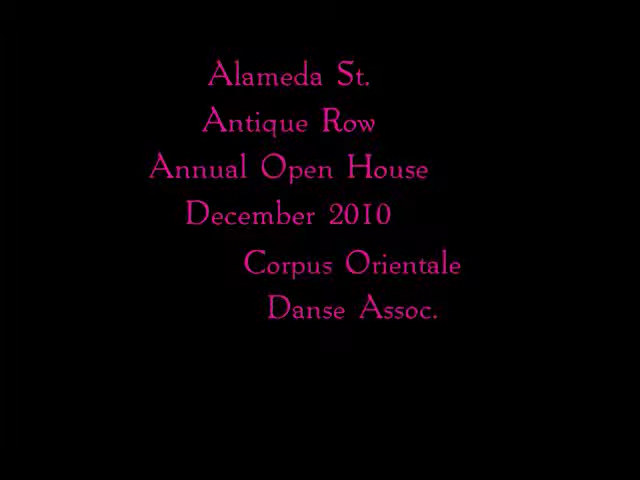 Alameda St.
Antique Row
Annual Open House
December 2010
Corpus Orientale
Danse Assoc.